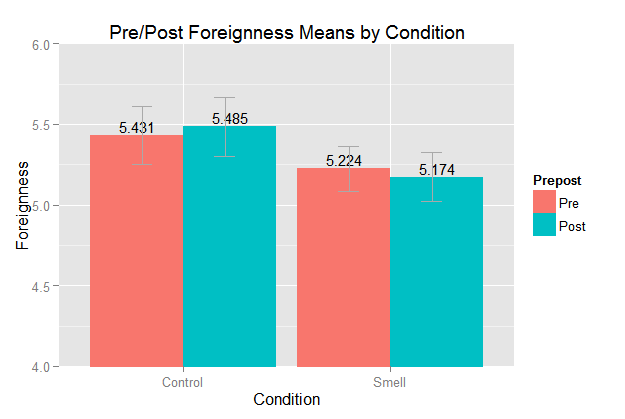 Pre/Post Foreignness Means by Condition
6.0
5.5
5.0
4.5
4.0
Foreignness
5.431
5.485
5.224
5.174
Control
Smell
Condition
Prepost
Pre
Post